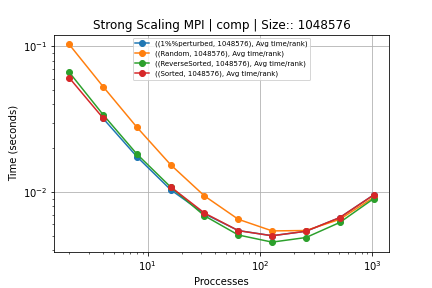 Strong Scaling MPI | comp | Size:: 1048576
((1%%perturbed, 1048576), Avg time/rank)
((Random, 1048576), Avg time/rank)
((ReverseSorted, 1048576), Avg time/rank)
((Sorted, 1048576), Avg time/rank)
10⁻¹
10⁻²
Time (seconds)
10¹ 10² 10³
Proccesses